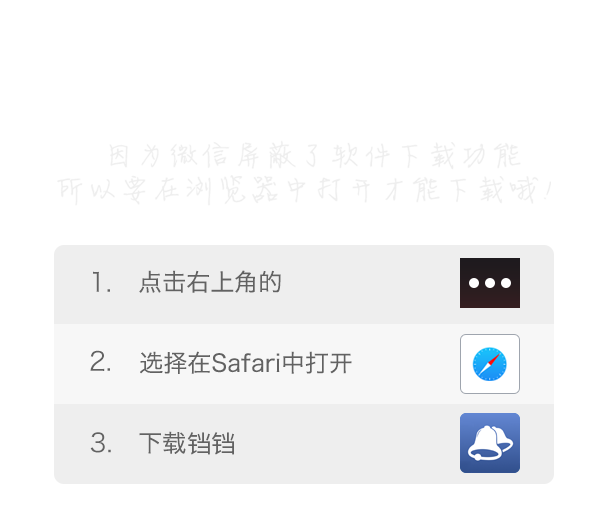 因为微信屏蔽了软件下载功能
所以要在浏览器中打开才能下载哦!
1. 点击右上角的
2. 选择在Safari中打开
3. 下载铛铛